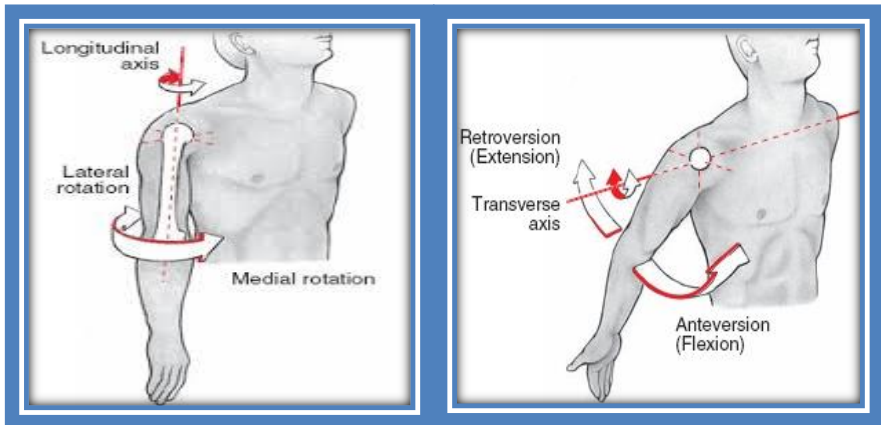 Longitudinal
axis
Lateral
rotation
Medial rotation
Retroversion
(Extension)
Transverse
axis
Anteversion
(Flexion)